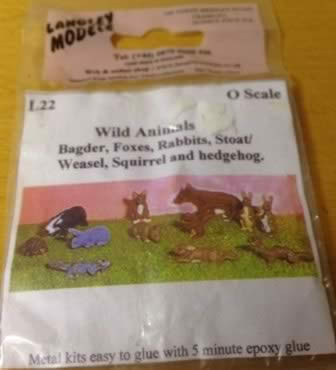 LANGLEY
MODELS
L22
O Scale
Wild Animals
Bagder, Foxes, Rabbits, Stoat/
Weasel, Squirrel and hedgehog.
Metal kits easy to glue with 5 minute epoxy glue